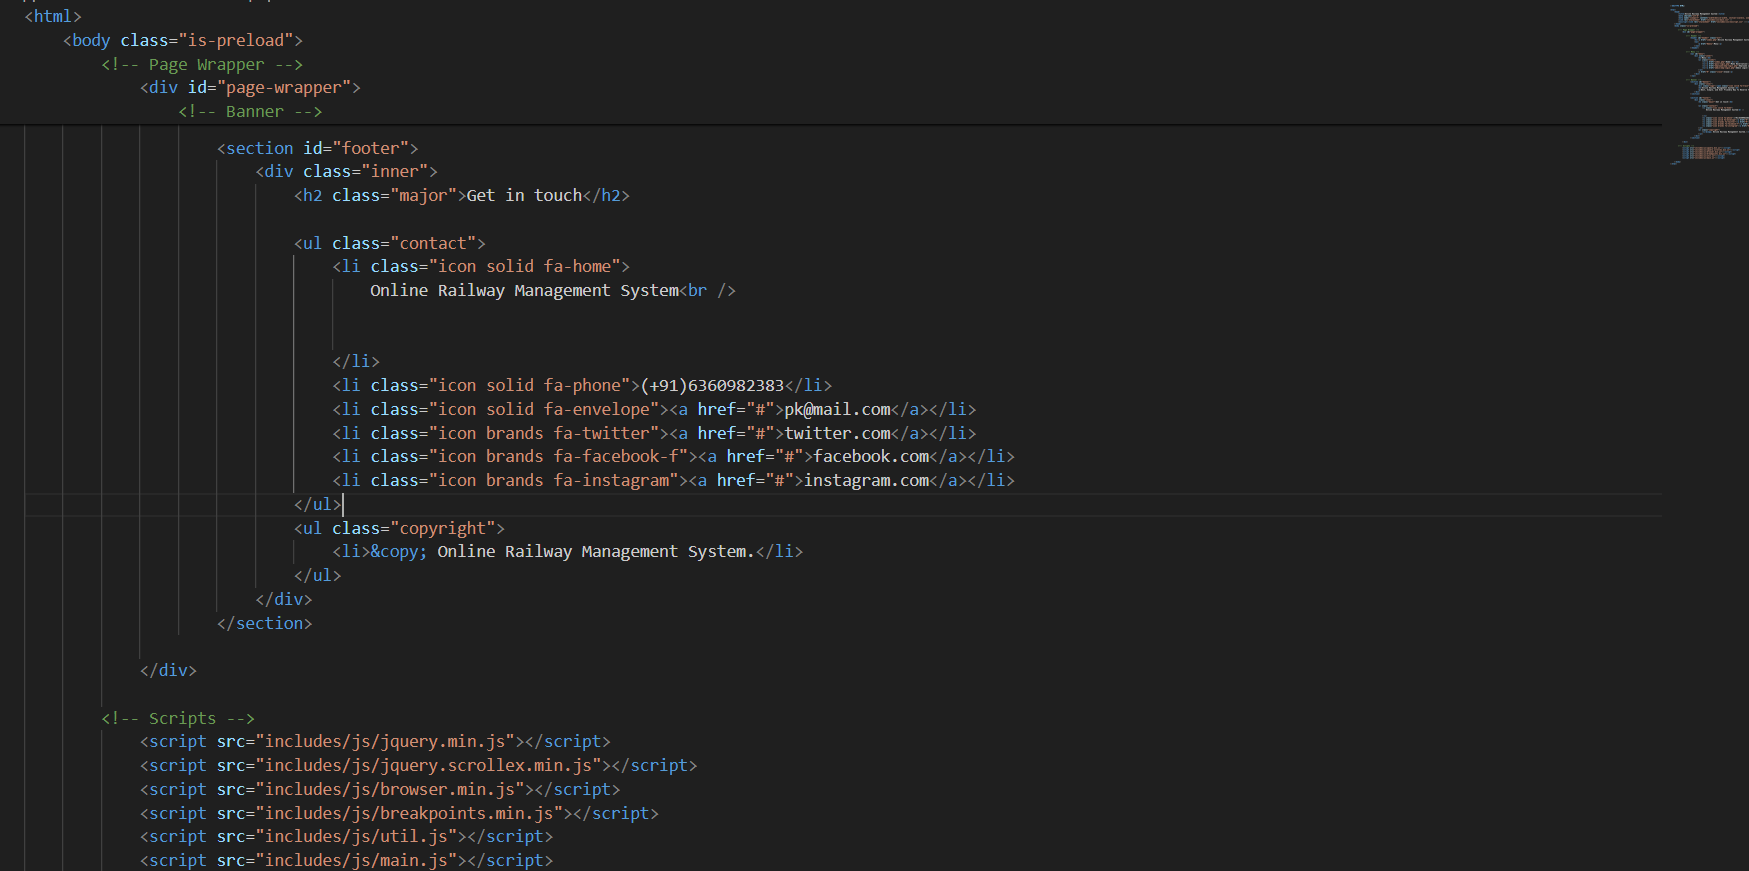 <html>
<body class="is-preload">
<!-- Page Wrapper -->
<div id="page-wrapper">
<!-- Banner -->
<section id="footer">
<div class="inner">
<h2 class="major">Get in touch</h2>
<ul class="contact">
<li class="icon solid fa-home">
Online Railway Management System<br />
</li>
<li class="icon solid fa-phone">(+91)6360982383</li>
<li class="icon solid fa-envelope"><a href="#">pk@mail.com</a></li>
<li class="icon brands fa-twitter"><a href="#">twitter.com</a></li>
<li class="icon brands fa-facebook-f"><a href="#">facebook.com</a></li>
<li class="icon brands fa-instagram"><a href="#">instagram.com</a></li>
</ul>
<ul class="copyright">
<li>&copy; Online Railway Management System.</li>
</ul>
</div>
</section>
</div>
<!-- Scripts -->
<script src="includes/js/jquery.min.js"></script>
<script src="includes/js/jquery.scrollex.min.js"></script>
<script src="includes/js/browser.min.js"></script>
<script src="includes/js/breakpoints.min.js"></script>
<script src="includes/js/util.js"></script>
<script src="includes/js/main.js"></script>